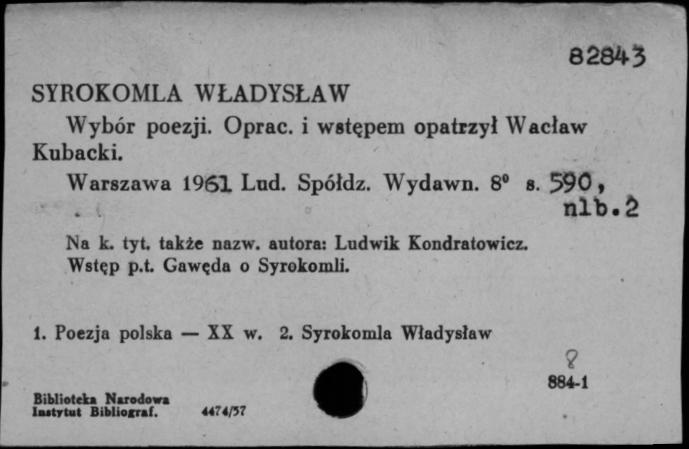 82843
SYROKOMLA WŁADYSŁAW
Wybór poezji. Oprac. i wstępem opatrzył Wacław
Kubacki.
Warszawa 1961 Lud. Spółdz. Wydawn. 8º s. 590,
nlb.2
Na k. tyt. także nazw. autora: Ludwik Kondratowicz.
Wstęp p.t. Gawęda o Syrokomli.
1. Poezja polska — XX w. 2. Syrokomla Władysław
8
884-1
Biblioteka Narodowa
Instytut Bibliograf. 4474/57